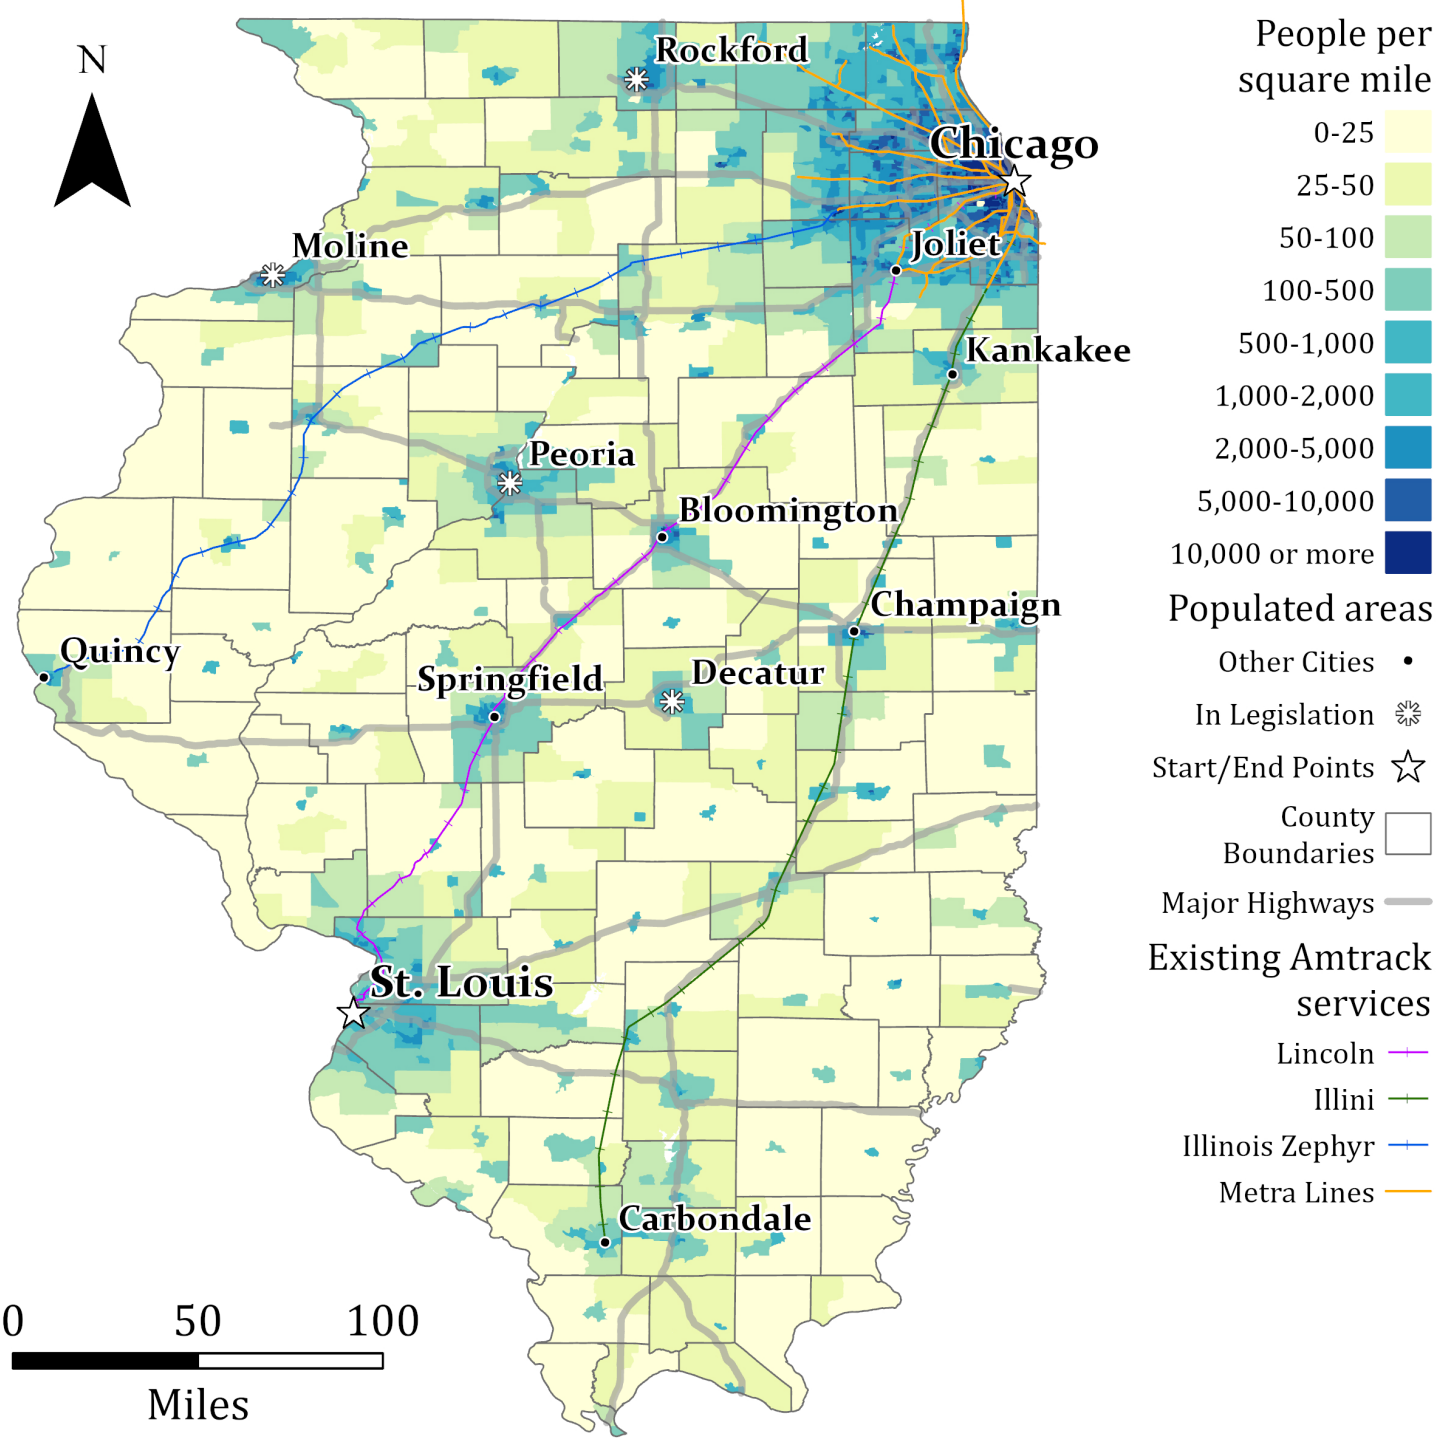 N
Rockford
Chicago
Moline
Joliet
Kankakee
Peoria
Bloomington
Champaign
Quincy
Springfield
Decatur
St. Louis
Carbondale
0 50 100
Miles
People per
square mile
0-25
25-50
50-100
100-500
500-1,000
1,000-2,000
2,000-5,000
5,000-10,000
10,000 or more
Populated areas
Other Cities
In Legislation
Start/End Points
County
Boundaries
Major Highways
Existing Amtrack
services
Lincoln
Illini
Illinois Zephyr
Metra Lines